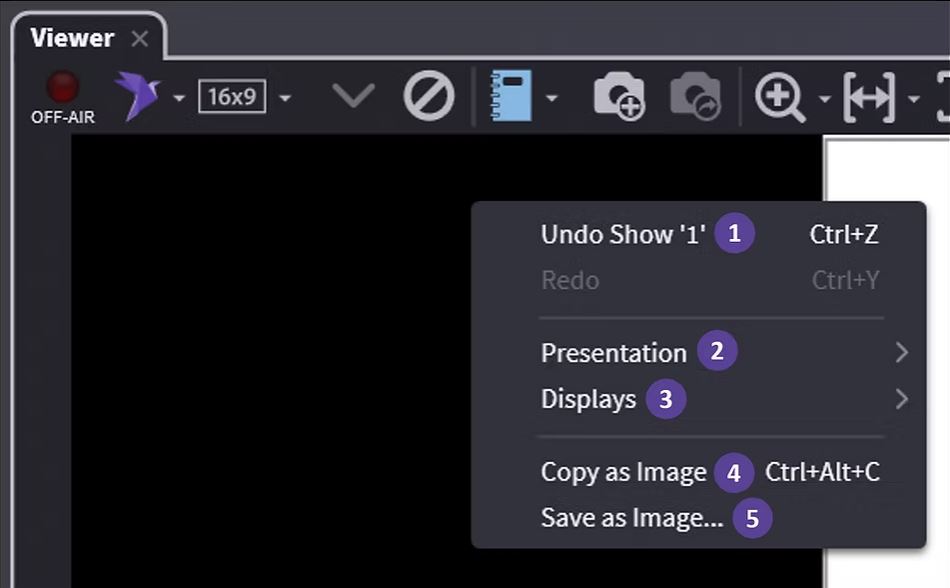 Viewer
OFF-AIR
16x9
Undo Show '1' 1 Ctrl+Z
Redo Ctrl+Y
Presentation 2
Displays 3
Copy as Image 4 Ctrl+Alt+C
Save as Image... 5